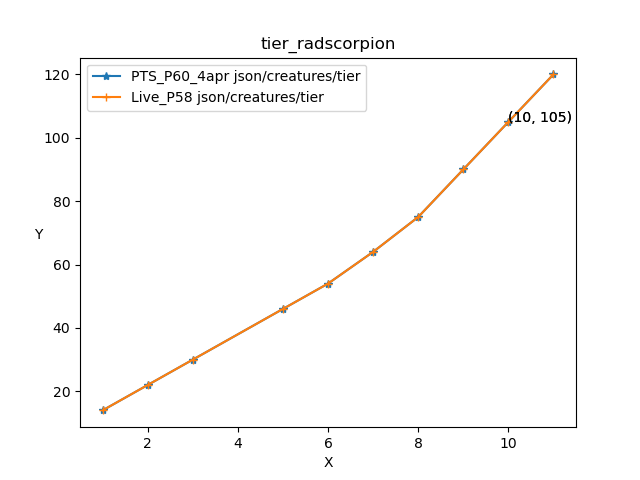 tier_radscorpion
PTS_P60_4apr json/creatures/tier
Live_P58 json/creatures/tier
120
(10, 105)
100
80
60
40
20
Y
2 4 6 8 10
X